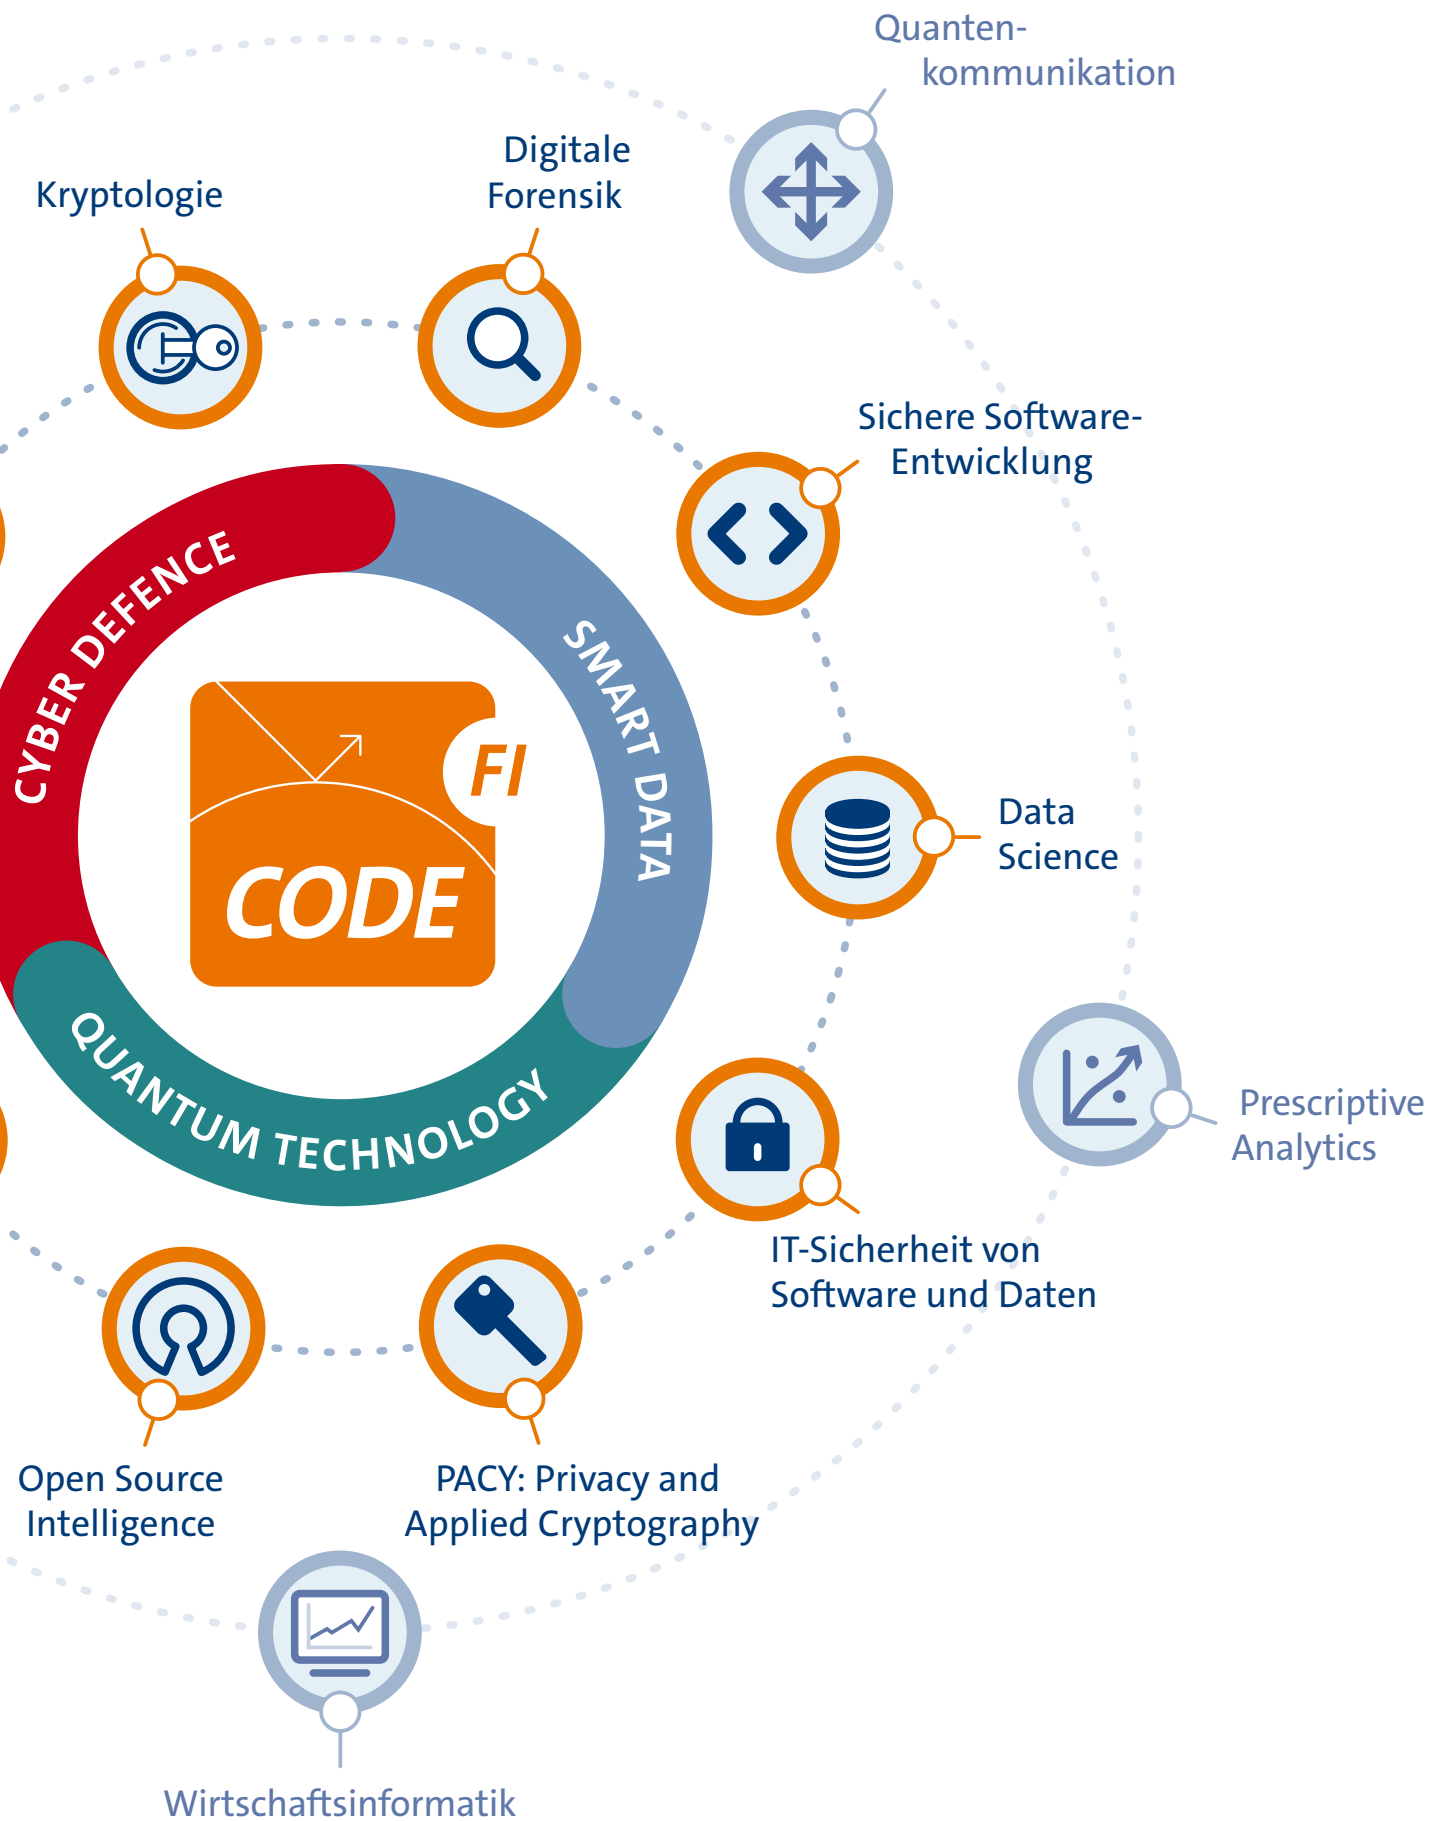 Quanten-
kommunikation
Digitale
Forensik
Kryptologie
Sichere Software-
Entwicklung
CYBER DEFENCE
SMART DATA
FI
CODE
Data
Science
QUANTUM TECHNOLOGY
Prescriptive
Analytics
IT-Sicherheit von
Software und Daten
Open Source
Intelligence
PACY: Privacy and
Applied Cryptography
Wirtschaftsinformatik